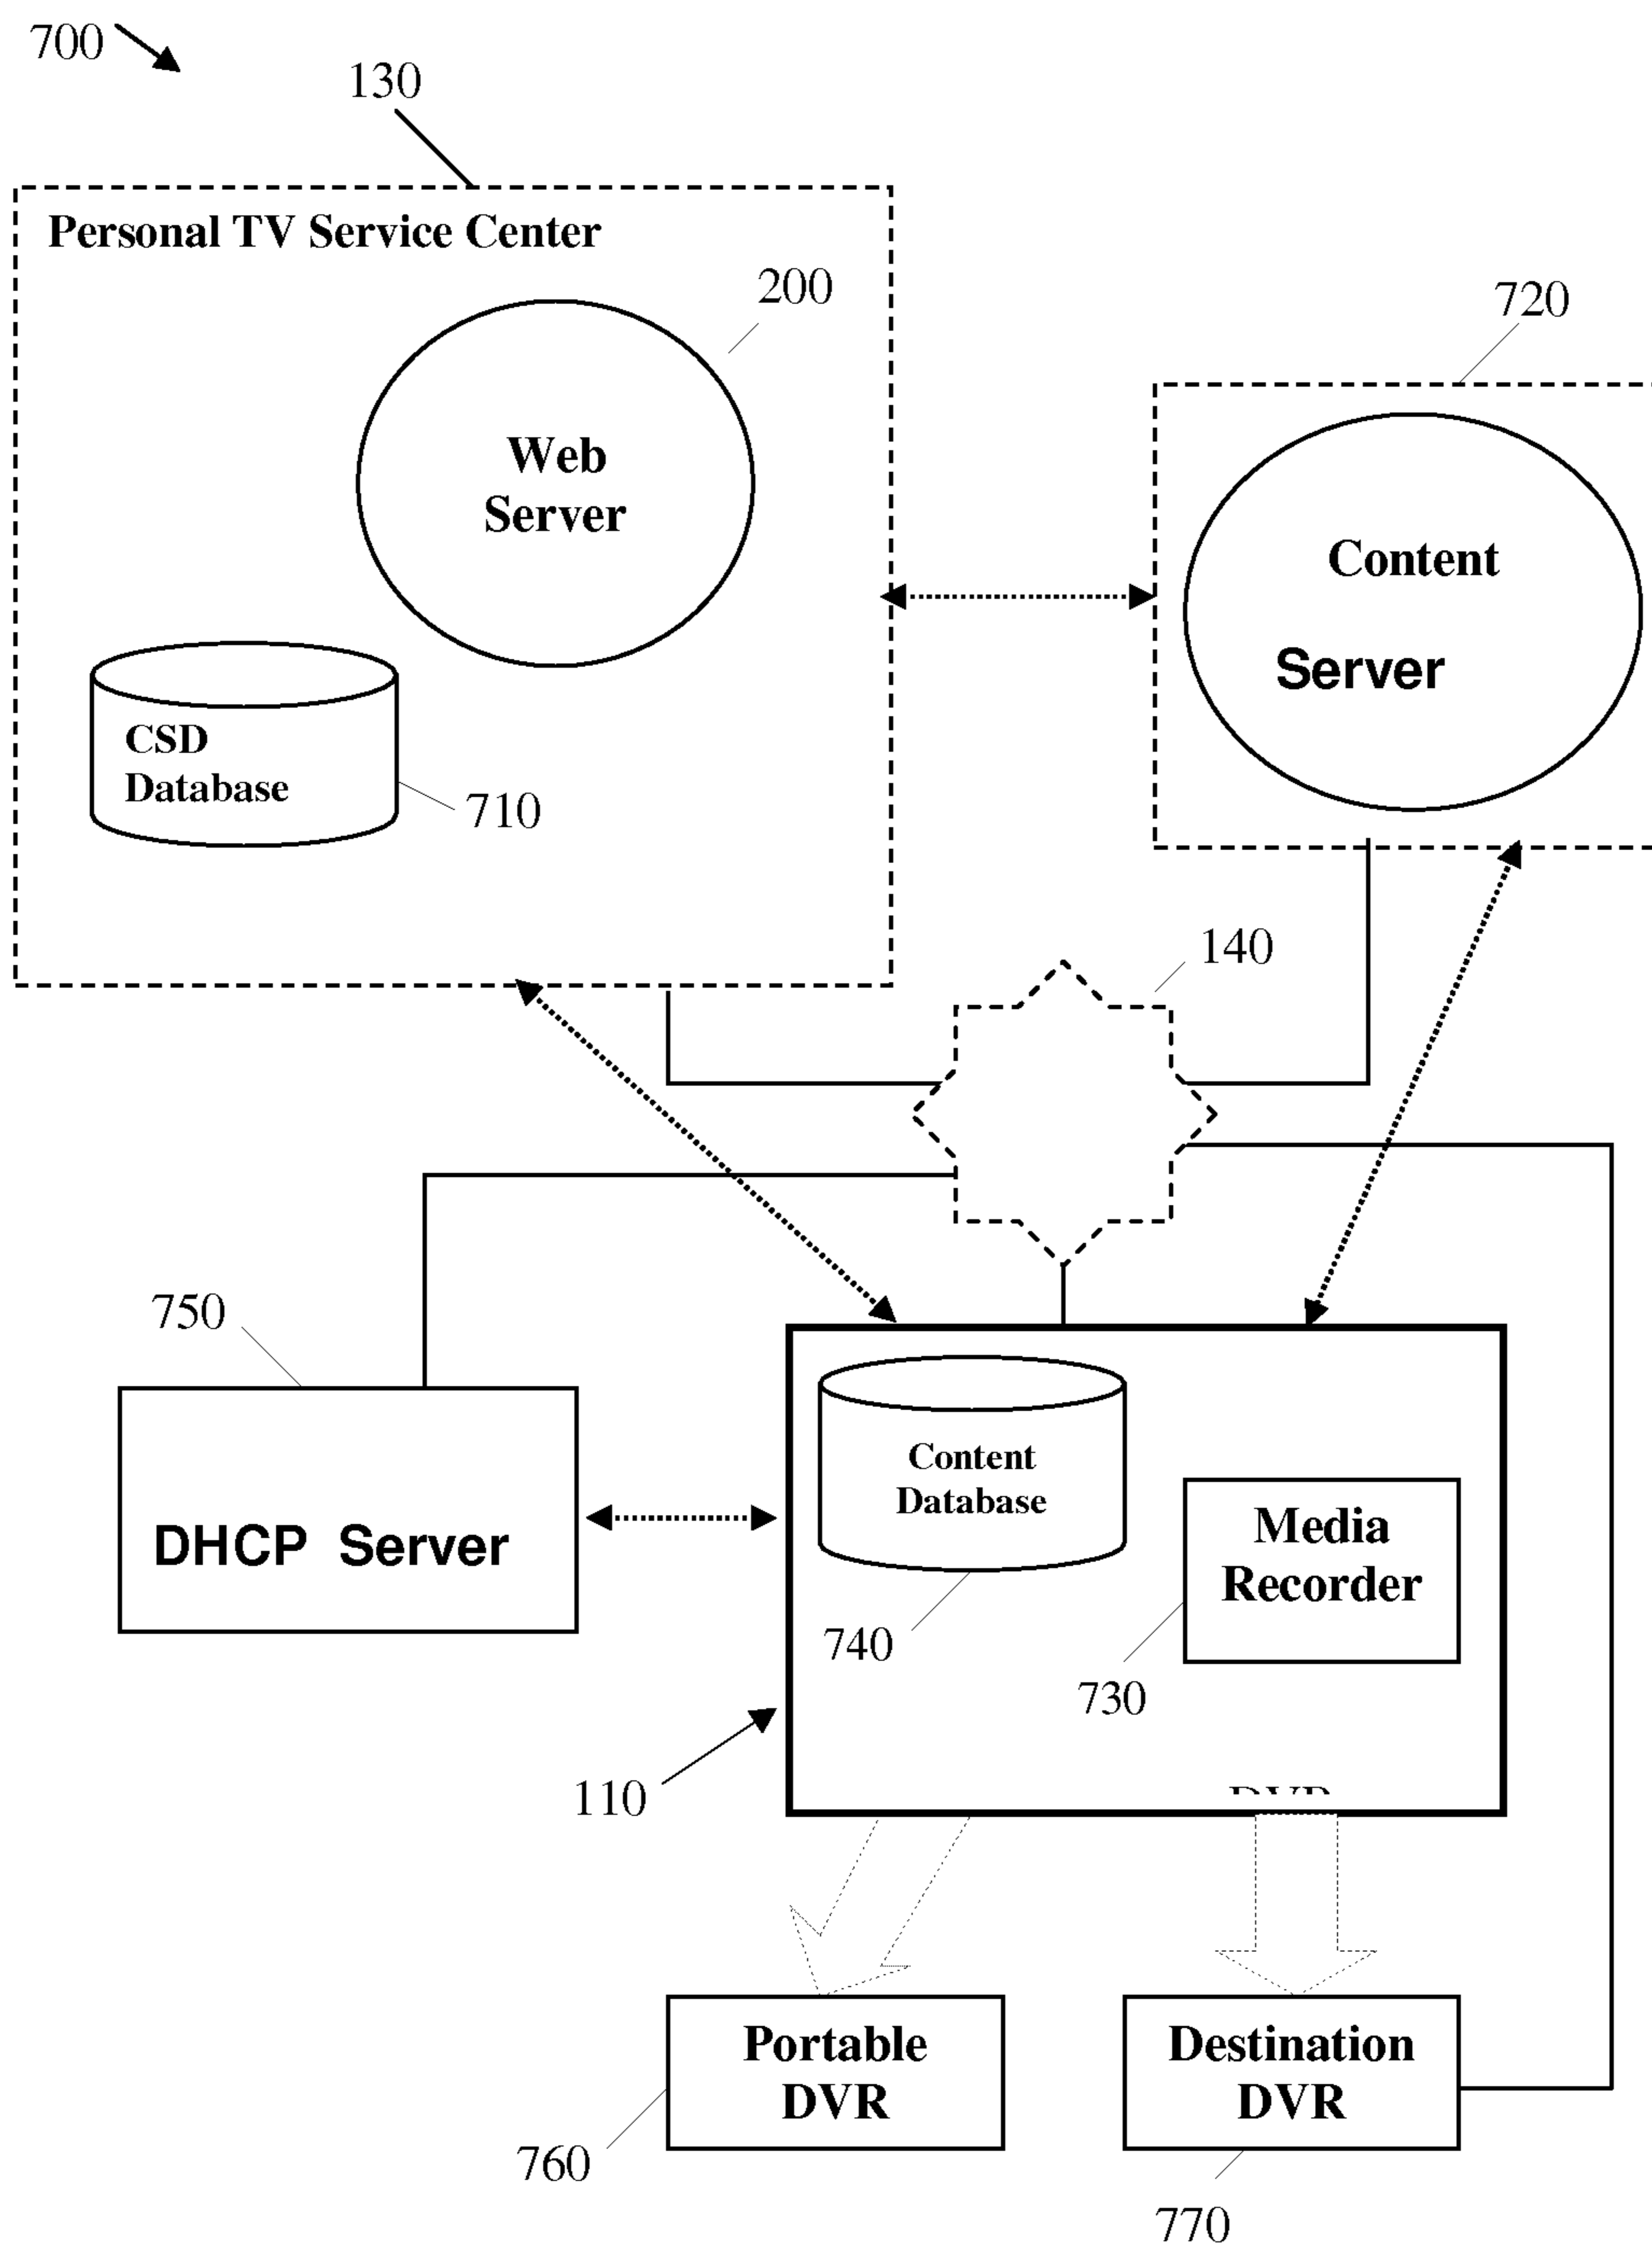 700
130
Personal TV Service Center
200
720
Web
Server
Content
Server
CSD
Database
710
140
750
Content
Database
Media
Recorder
DHCP Server
740
730
110
Portable
DVR
Destination
DVR
760
770